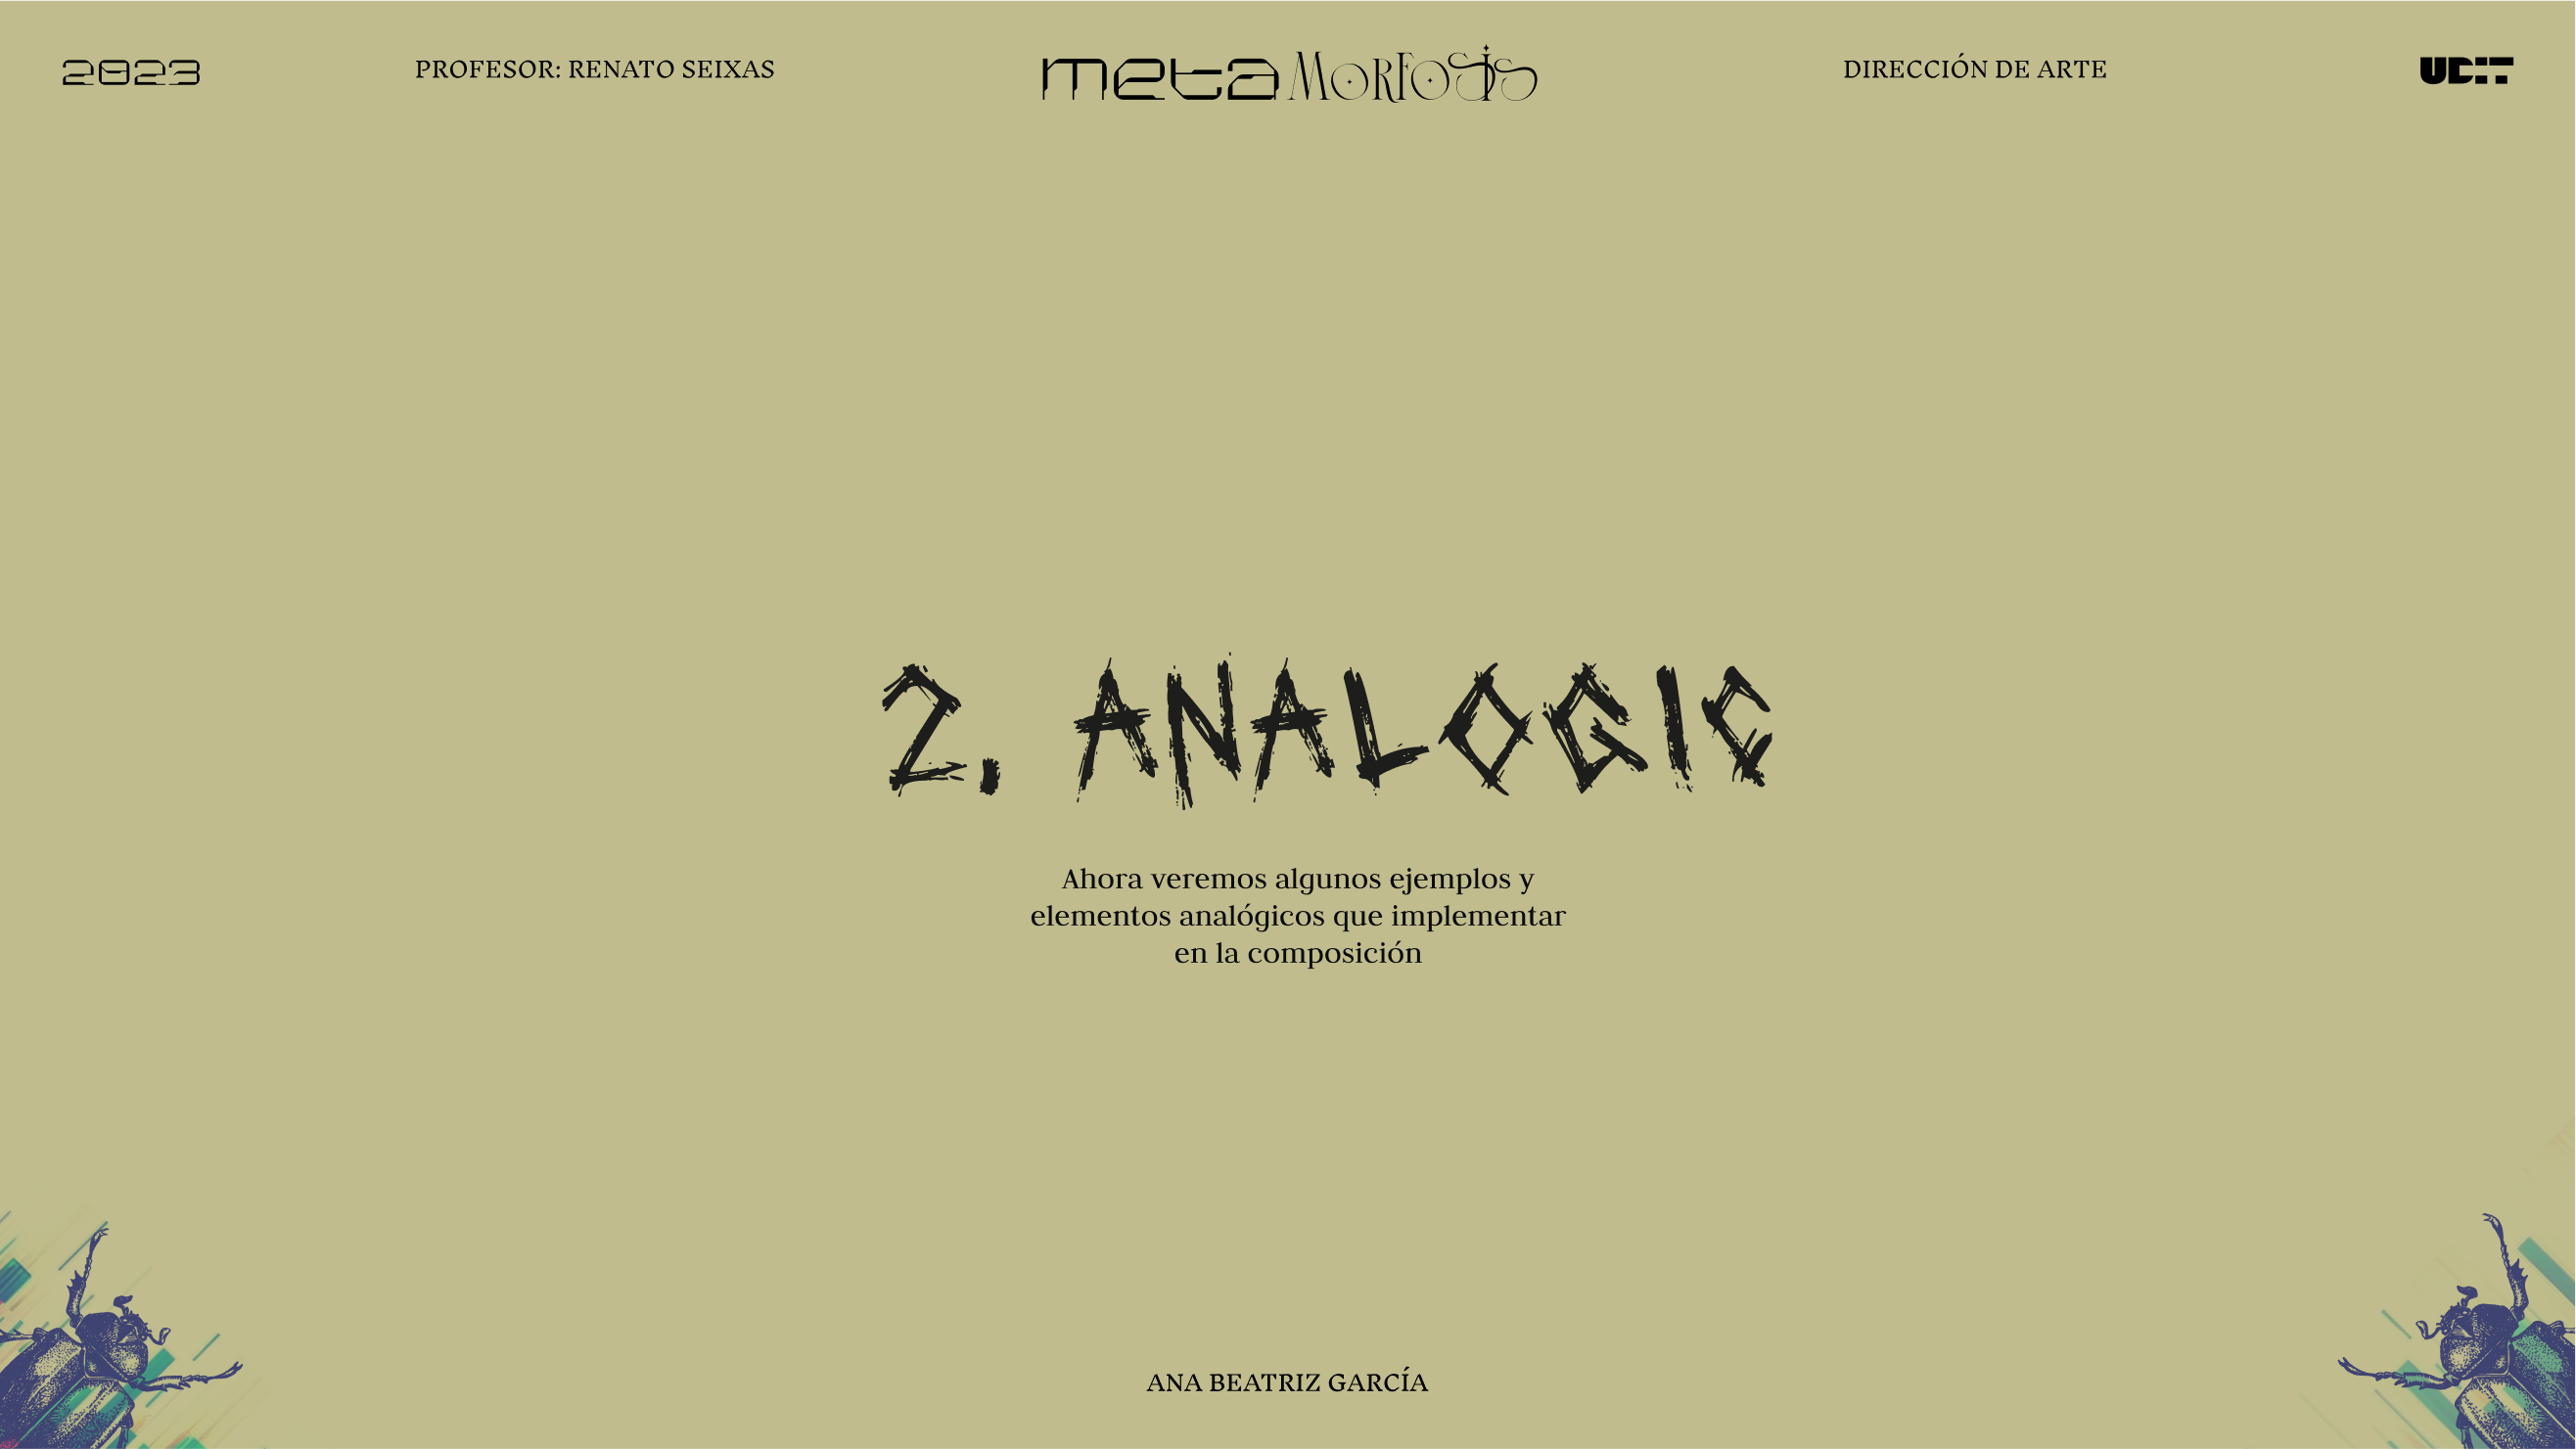 2023
PROFESOR: RENATO SEIXAS
metaMORFOSIS
DIRECCIÓN DE ARTE
UDIT
2. ANALOGIC
Ahora veremos algunos ejemplos y
elementos analógicos que implementar
en la composición
ANA BEATRIZ GARCÍA